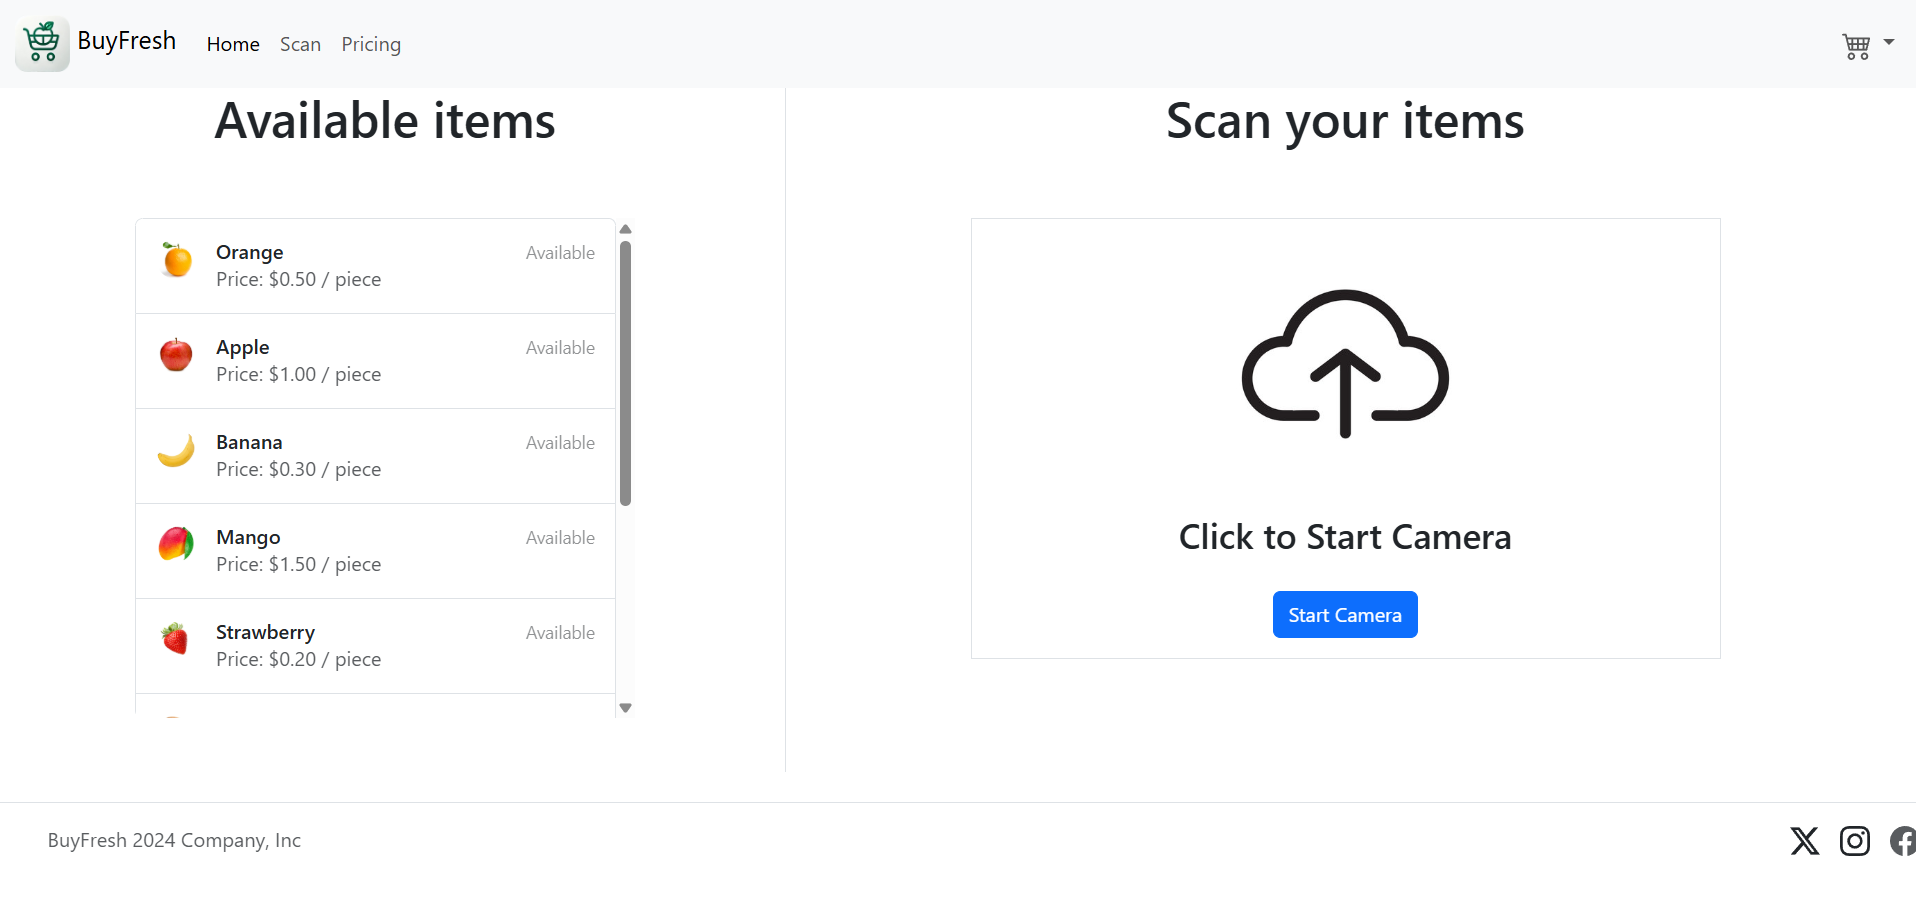 BuyFresh Home Scan Pricing
Available items
Orange Available
Price: $0.50 / piece
Apple Available
Price: $1.00 / piece
Banana Available
Price: $0.30 / piece
Mango Available
Price: $1.50 / piece
Strawberry Available
Price: $0.20 / piece
Scan your items
Click to Start Camera
Start Camera
BuyFresh 2024 Company, Inc